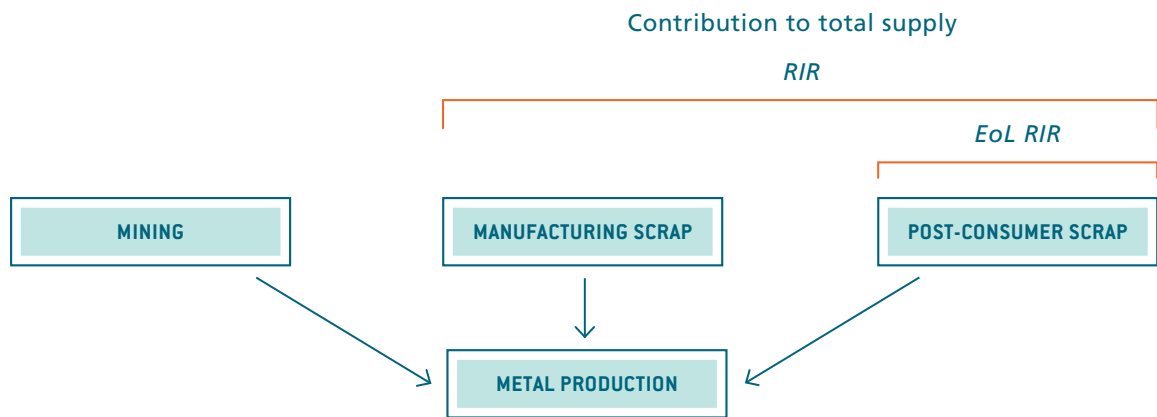 Contribution to total supply
RIR
EoL RIR
MINING
MANUFACTURING SCRAP
POST-CONSUMER SCRAP
METAL PRODUCTION